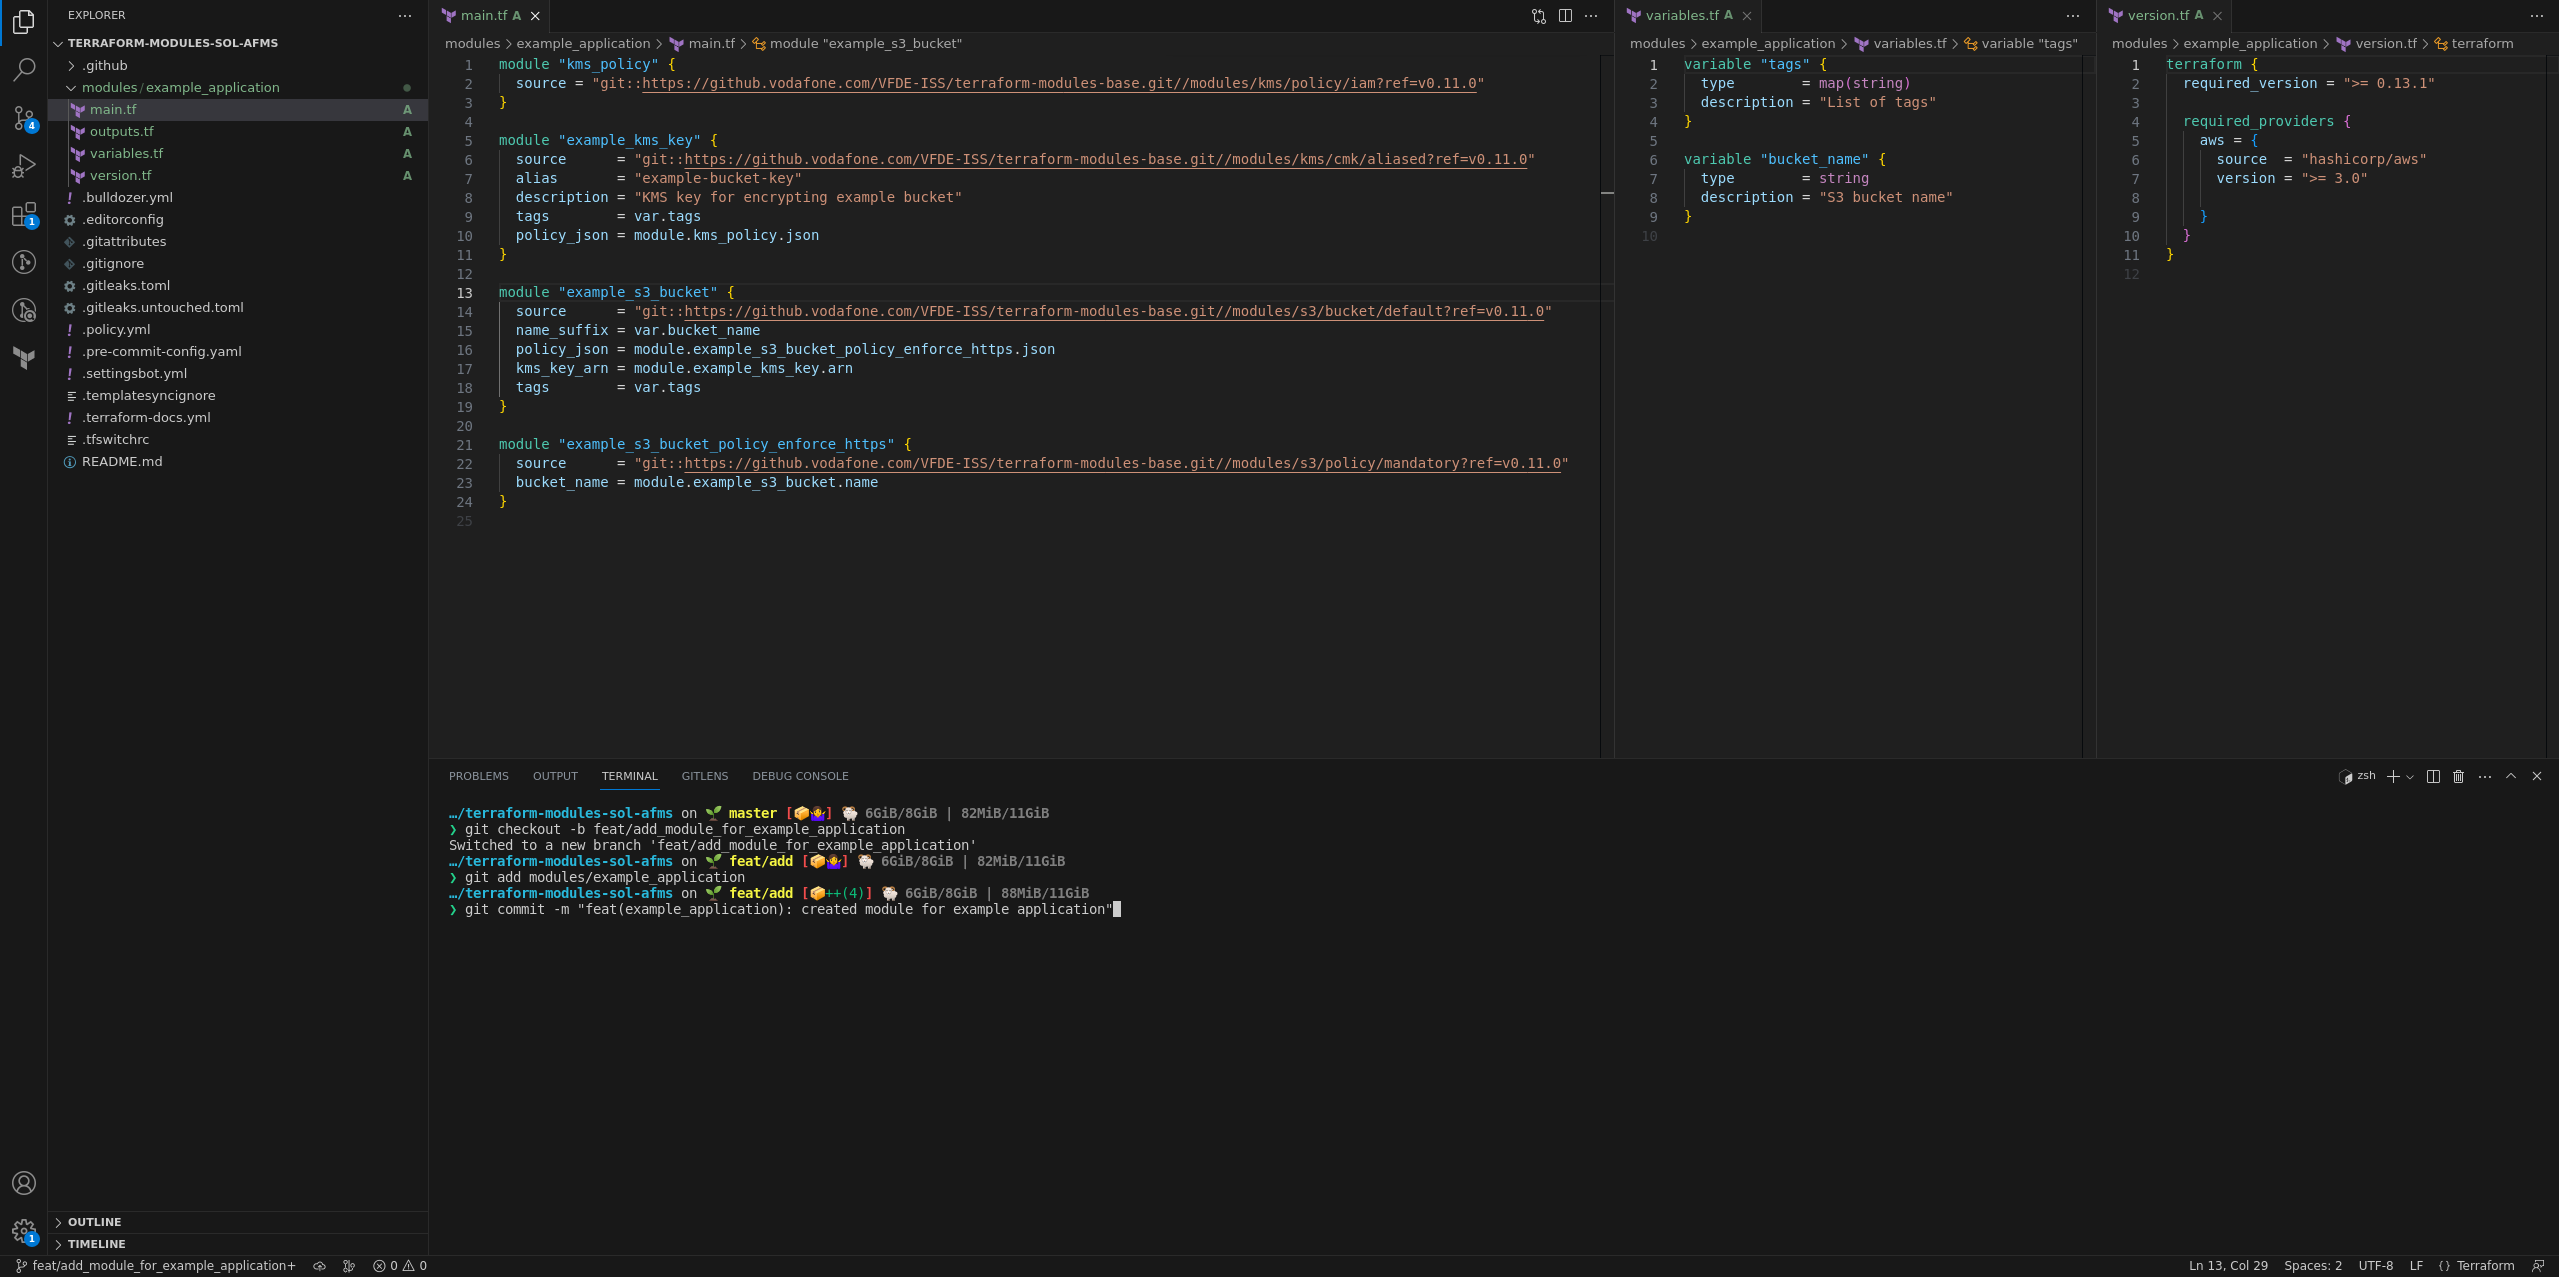 EXPLORER
TERRAFORM-MODULES-SOL-AFMS
.github
modules / example_application
main.tf A
outputs.tf A
variables.tf A
version.tf A
.bulldozer.yml
.editorconfig
.gitattributes
.gitignore
.gitleaks.toml
.gitleaks.untouched.toml
.policy.yml
.pre-commit-config.yaml
.settingsbot.yml
.templatesyncignore
.terraform-docs.yml
.tfswitchrc
README.md
OUTLINE
TIMELINE
4
1
1
main.tf A
modules > example_application > main.tf > module "example_s3_bucket"
1 module "kms_policy" {
2 source = "git::https://github.vodafone.com/VFDE-ISS/terraform-modules-base.git//modules/kms/policy/iam?ref=v0.11.0"
3 }
4
5 module "example_kms_key" {
6 source      = "git::https://github.vodafone.com/VFDE-ISS/terraform-modules-base.git//modules/kms/cmk/aliased?ref=v0.11.0"
7 alias       = "example-bucket-key"
8 description = "KMS key for encrypting example bucket"
9 tags        = var.tags
10 policy_json = module.kms_policy.json
11 }
12
13 module "example_s3_bucket" {
14 source      = "git::https://github.vodafone.com/VFDE-ISS/terraform-modules-base.git//modules/s3/bucket/default?ref=v0.11.0"
15 name_suffix = var.bucket_name
16 policy_json = module.example_s3_bucket_policy_enforce_https.json
17 kms_key_arn = module.example_kms_key.arn
18 tags        = var.tags
19 }
20
21 module "example_s3_bucket_policy_enforce_https" {
22 source      = "git::https://github.vodafone.com/VFDE-ISS/terraform-modules-base.git//modules/s3/policy/mandatory?ref=v0.11.0"
23 bucket_name = module.example_s3_bucket.name
24 }
25
variables.tf A
modules > example_application > variables.tf > variable "tags"
1 variable "tags" {
2 type        = map(string)
3 description = "List of tags"
4 }
5
6 variable "bucket_name" {
7 type        = string
8 description = "S3 bucket name"
9 }
10
version.tf A
modules > example_application > version.tf > terraform
1 terraform {
2 required_version = ">= 0.13.1"
3
4 required_providers {
5 aws = {
6 source  = "hashicorp/aws"
7 version = ">= 3.0"
8
9 }
10 }
11 }
12
PROBLEMS OUTPUT TERMINAL GITLENS DEBUG CONSOLE
zsh
…/terraform-modules-sol-afms on 🌱 master [📦🤷‍♀️] 🐏 6GiB/8GiB | 82MiB/11GiB
❯ git checkout -b feat/add_module_for_example_application
Switched to a new branch 'feat/add_module_for_example_application'
…/terraform-modules-sol-afms on 🌱 feat/add [📦🤷‍♀️] 🐏 6GiB/8GiB | 82MiB/11GiB
❯ git add modules/example_application
…/terraform-modules-sol-afms on 🌱 feat/add [📦++(4)] 🐏 6GiB/8GiB | 88MiB/11GiB
❯ git commit -m "feat(example_application): created module for example application"
feat/add_module_for_example_application+ 0 0
Ln 13, Col 29 Spaces: 2 UTF-8 LF {} Terraform